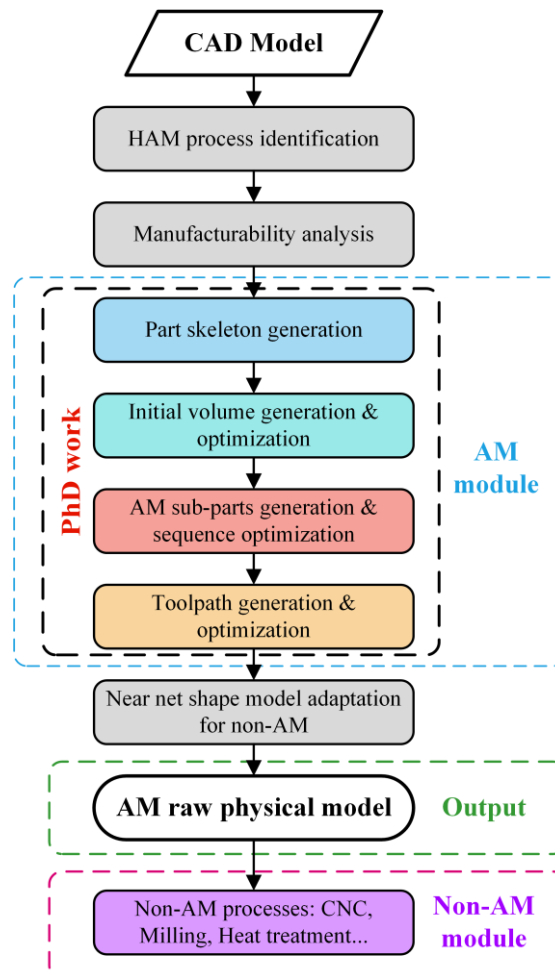 CAD Model
HAM process identification
Manufacturability analysis
Part skeleton generation
Initial volume generation &
optimization
AM sub-parts generation &
sequence optimization
Toolpath generation &
optimization
PhD work
AM
module
Near net shape model adaptation
for non-AM
AM raw physical model
Output
Non-AM processes: CNC,
Milling, Heat treatment...
Non-AM
module